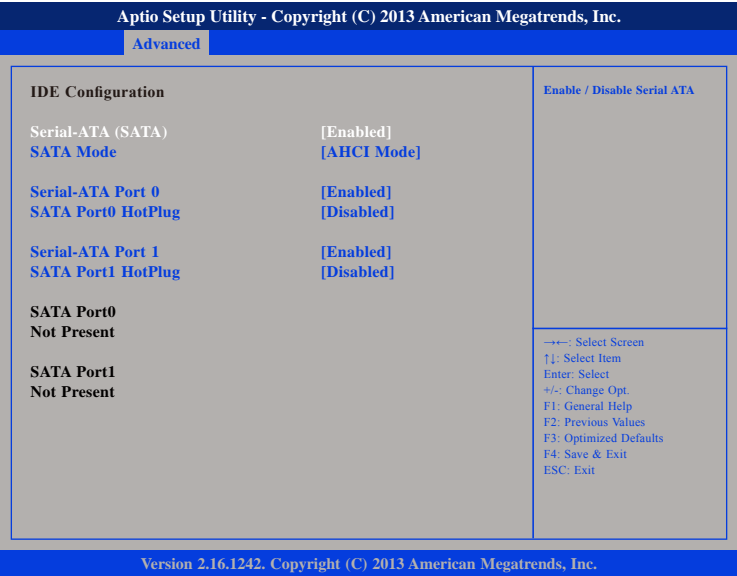 Aptio Setup Utility - Copyright (C) 2013 American Megatrends, Inc.
Advanced
IDE Configuration
Serial-ATA (SATA) [Enabled]
SATA Mode [AHCI Mode]
Serial-ATA Port 0 [Enabled]
SATA Port0 HotPlug [Disabled]
Serial-ATA Port 1 [Enabled]
SATA Port1 HotPlug [Disabled]
SATA Port0
Not Present
SATA Port1
Not Present
Enable / Disable Serial ATA
→←: Select Screen
↑↓: Select Item
Enter: Select
+/-: Change Opt.
F1: General Help
F2: Previous Values
F3: Optimized Defaults
F4: Save & Exit
ESC: Exit
Version 2.16.1242. Copyright (C) 2013 American Megatrends, Inc.